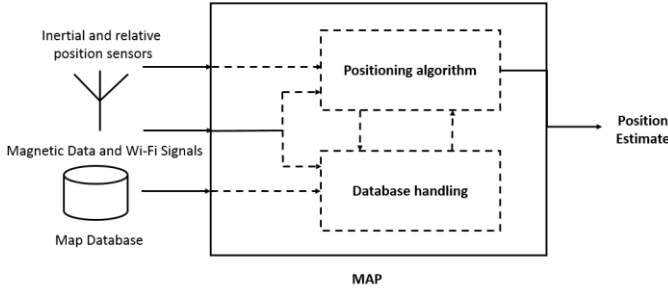 Inertial and relative
position sensors
Positioning algorithm
Position
Estimate
Magnetic Data and Wi-Fi Signals
Database handling
Map Database
MAP